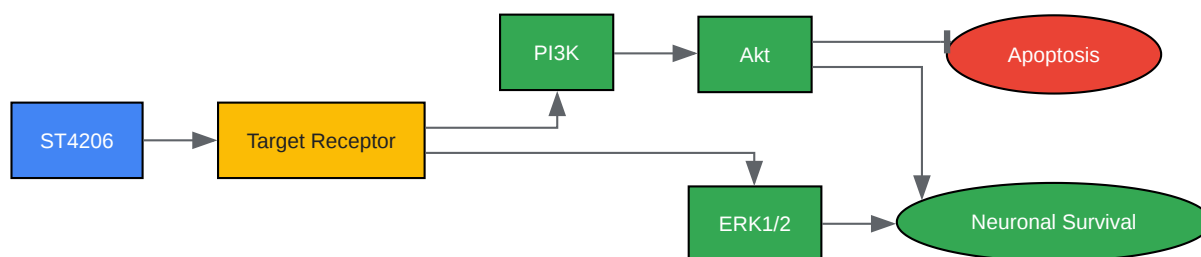 PI3K
Akt
Apoptosis
ST4206
Target Receptor
ERK1/2
Neuronal Survival